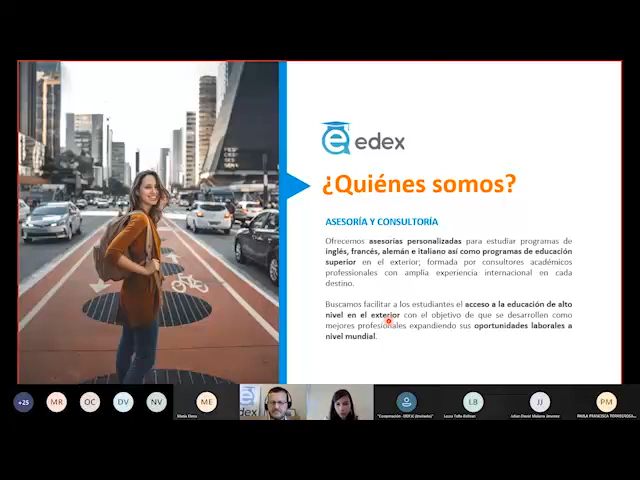 edex
¿Quiénes somos?
ASESORÍA Y CONSULTORÍA
Ofrecemos asesorías personalizadas para estudiar programas de
inglés, francés, alemán e italiano así como programas de educación
superior en el exterior; formada por consultores académicos
profesionales con amplia experiencia internacional en cada
destino.
Buscamos facilitar a los estudiantes el acceso a la educación de alto
nivel en el exterior con el objetivo de que se desarrollen como
mejores profesionales expandiendo sus oportunidades laborales a
nivel mundial.
+25
MR
OC
DV
NV
ME
edex
LB
JJ
PM